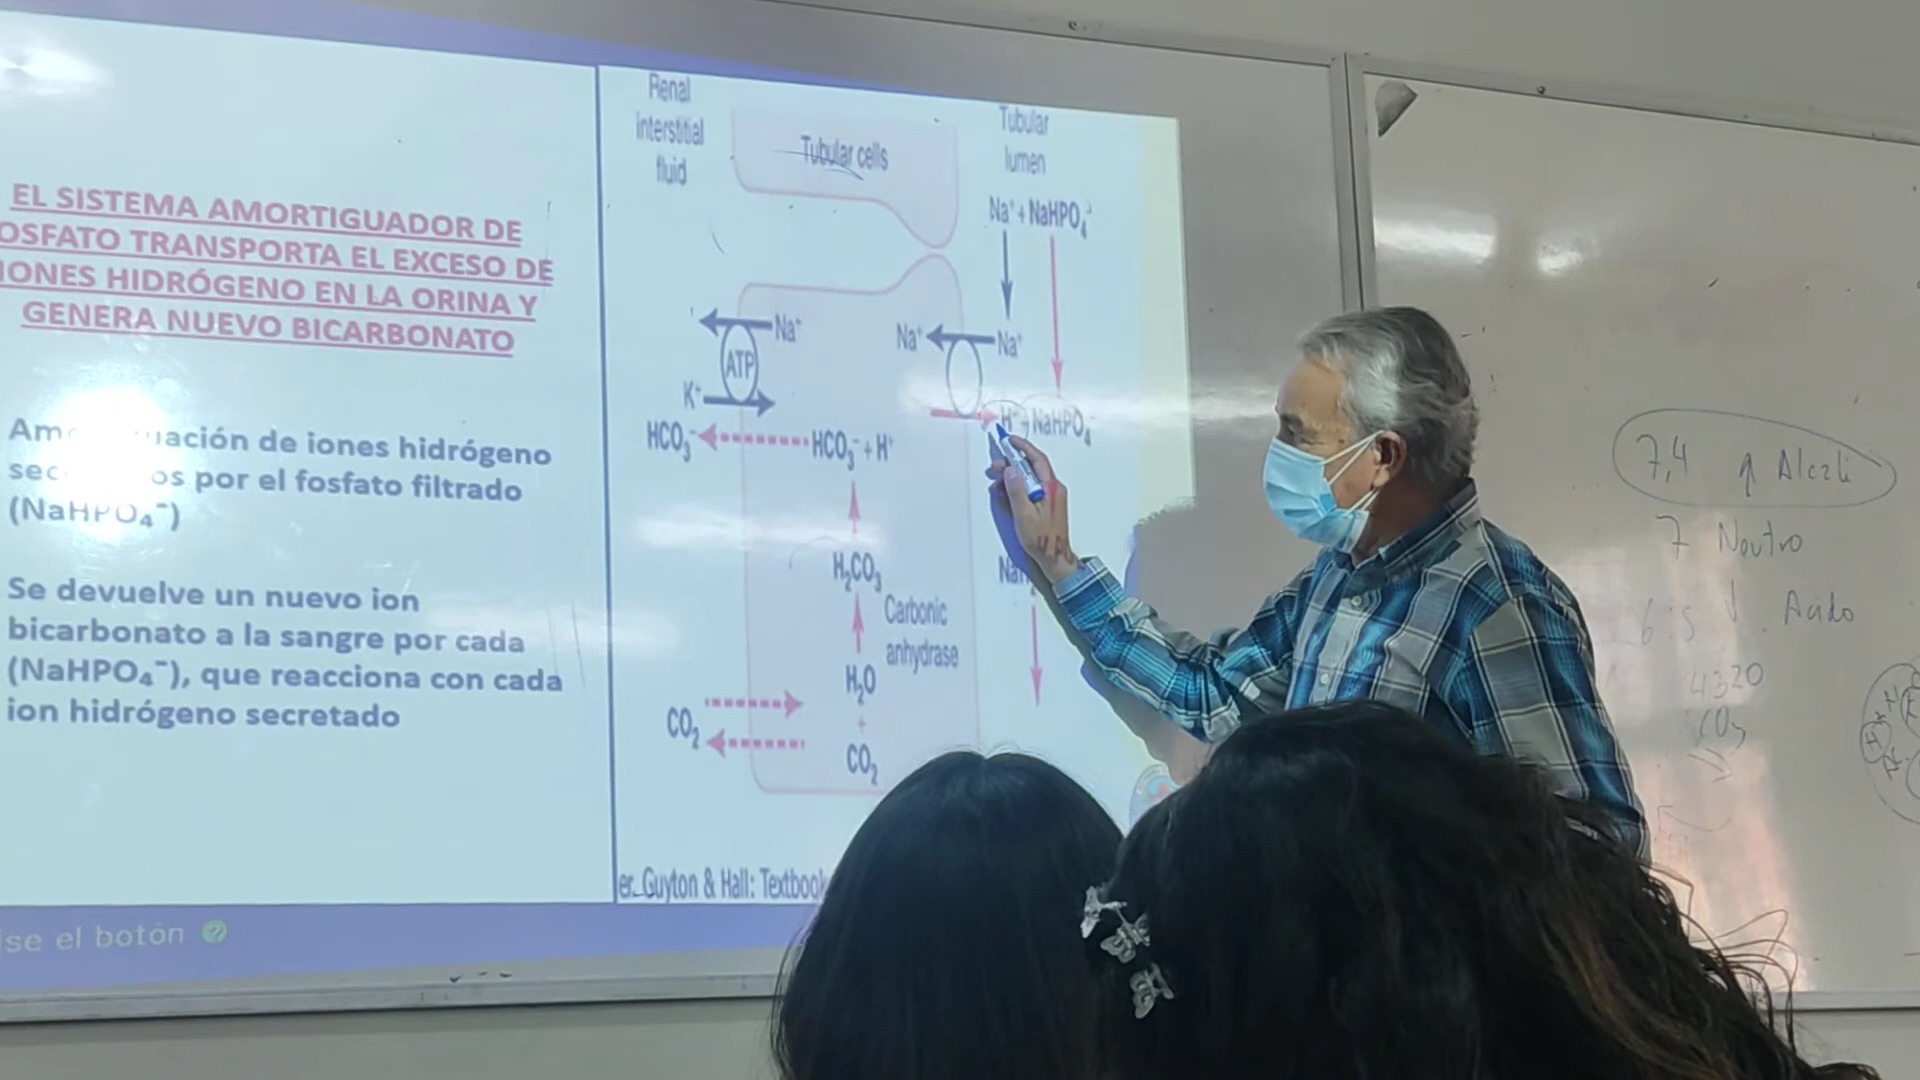 EL SISTEMA AMORTIGUADOR DE
OSFATO TRANSPORTA EL EXCESO DE
IONES HIDRÓGENO EN LA ORINA Y
GENERA NUEVO BICARBONATO
de iones hidrógeno
por el fosfato filtrado
(NaHPO₄⁻)
Se devuelve un nuevo ion
bicarbonato a la sangre por cada
(NaHPO₄⁻), que reacciona con cada
ion hidrógeno secretado
ise el botón
Renal
interstitial
fluid
Tubular cells
Tubular
lumen
Na⁺ + NaHPO₄⁻
Na⁺
ATP
K⁺
Na⁺
Na⁺
H⁺ + NaHPO₄⁻
HCO₃⁻
HCO₃⁻ + H⁺
H₂CO₃
Carbonic
anhydrase
H₂O
+
CO₂
CO₂
er. Guyton & Hall: Textbook
7,4 Alcali
7 Neutro
6.5 Acido
4320